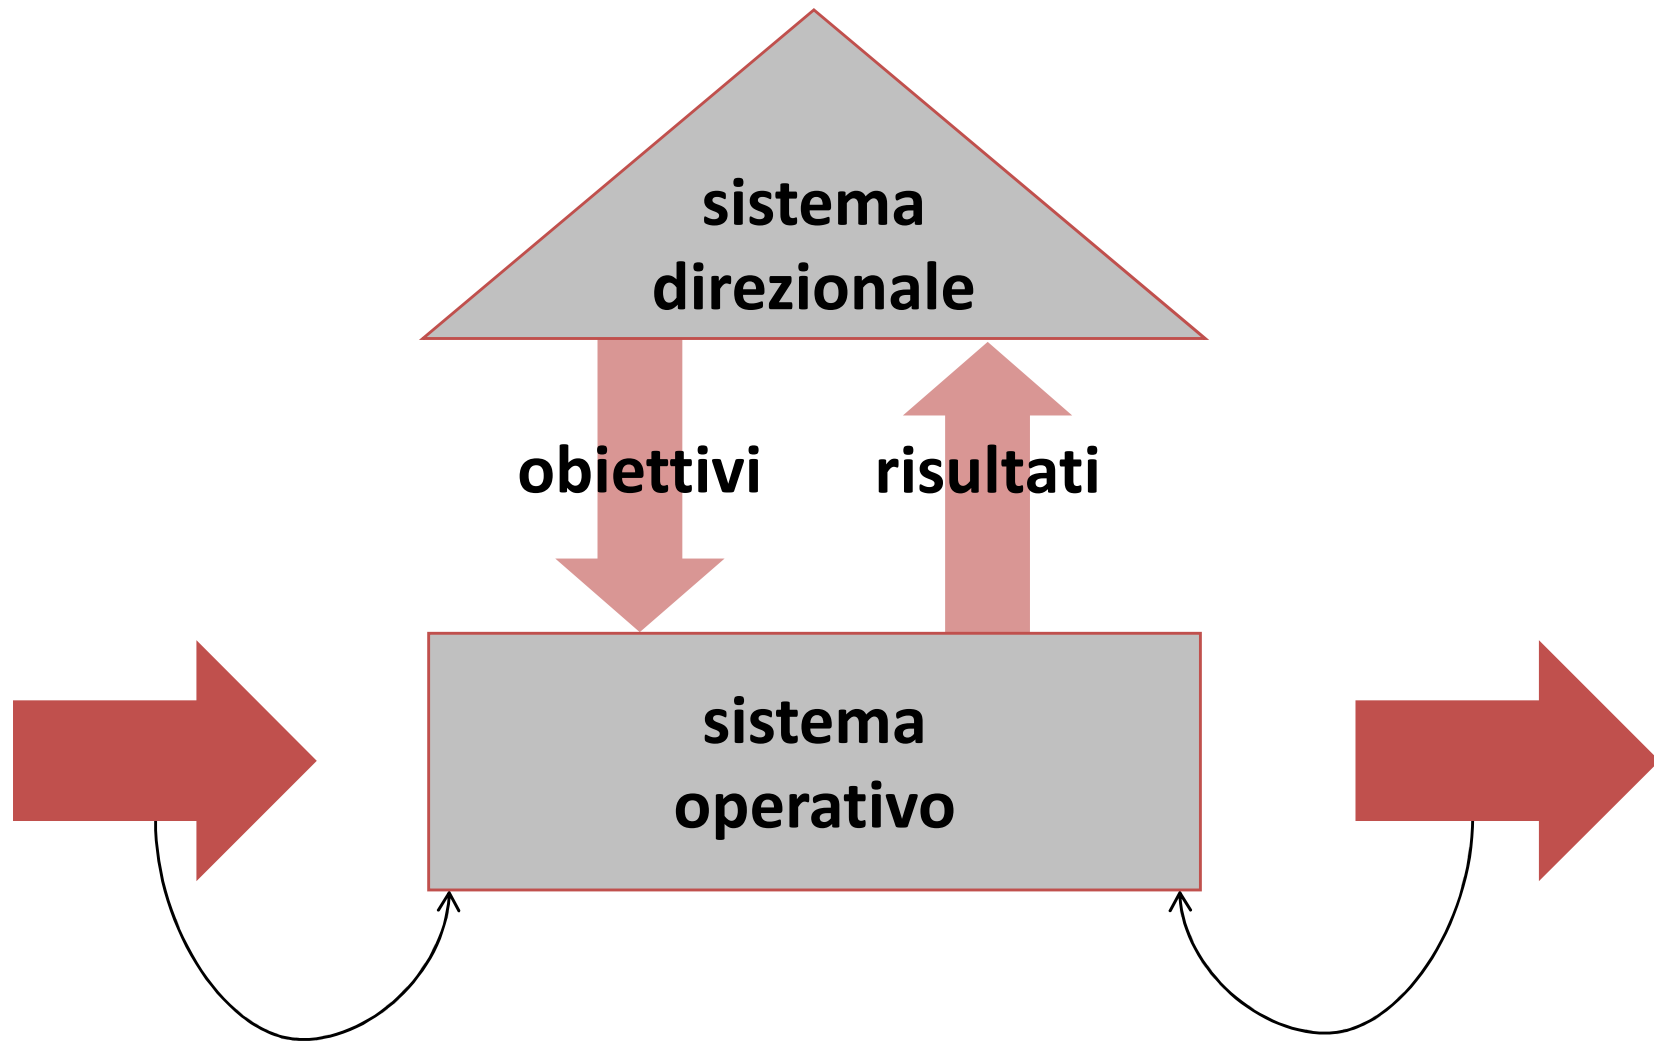 sistema
direzionale
obiettivi
risultati
sistema
operativo